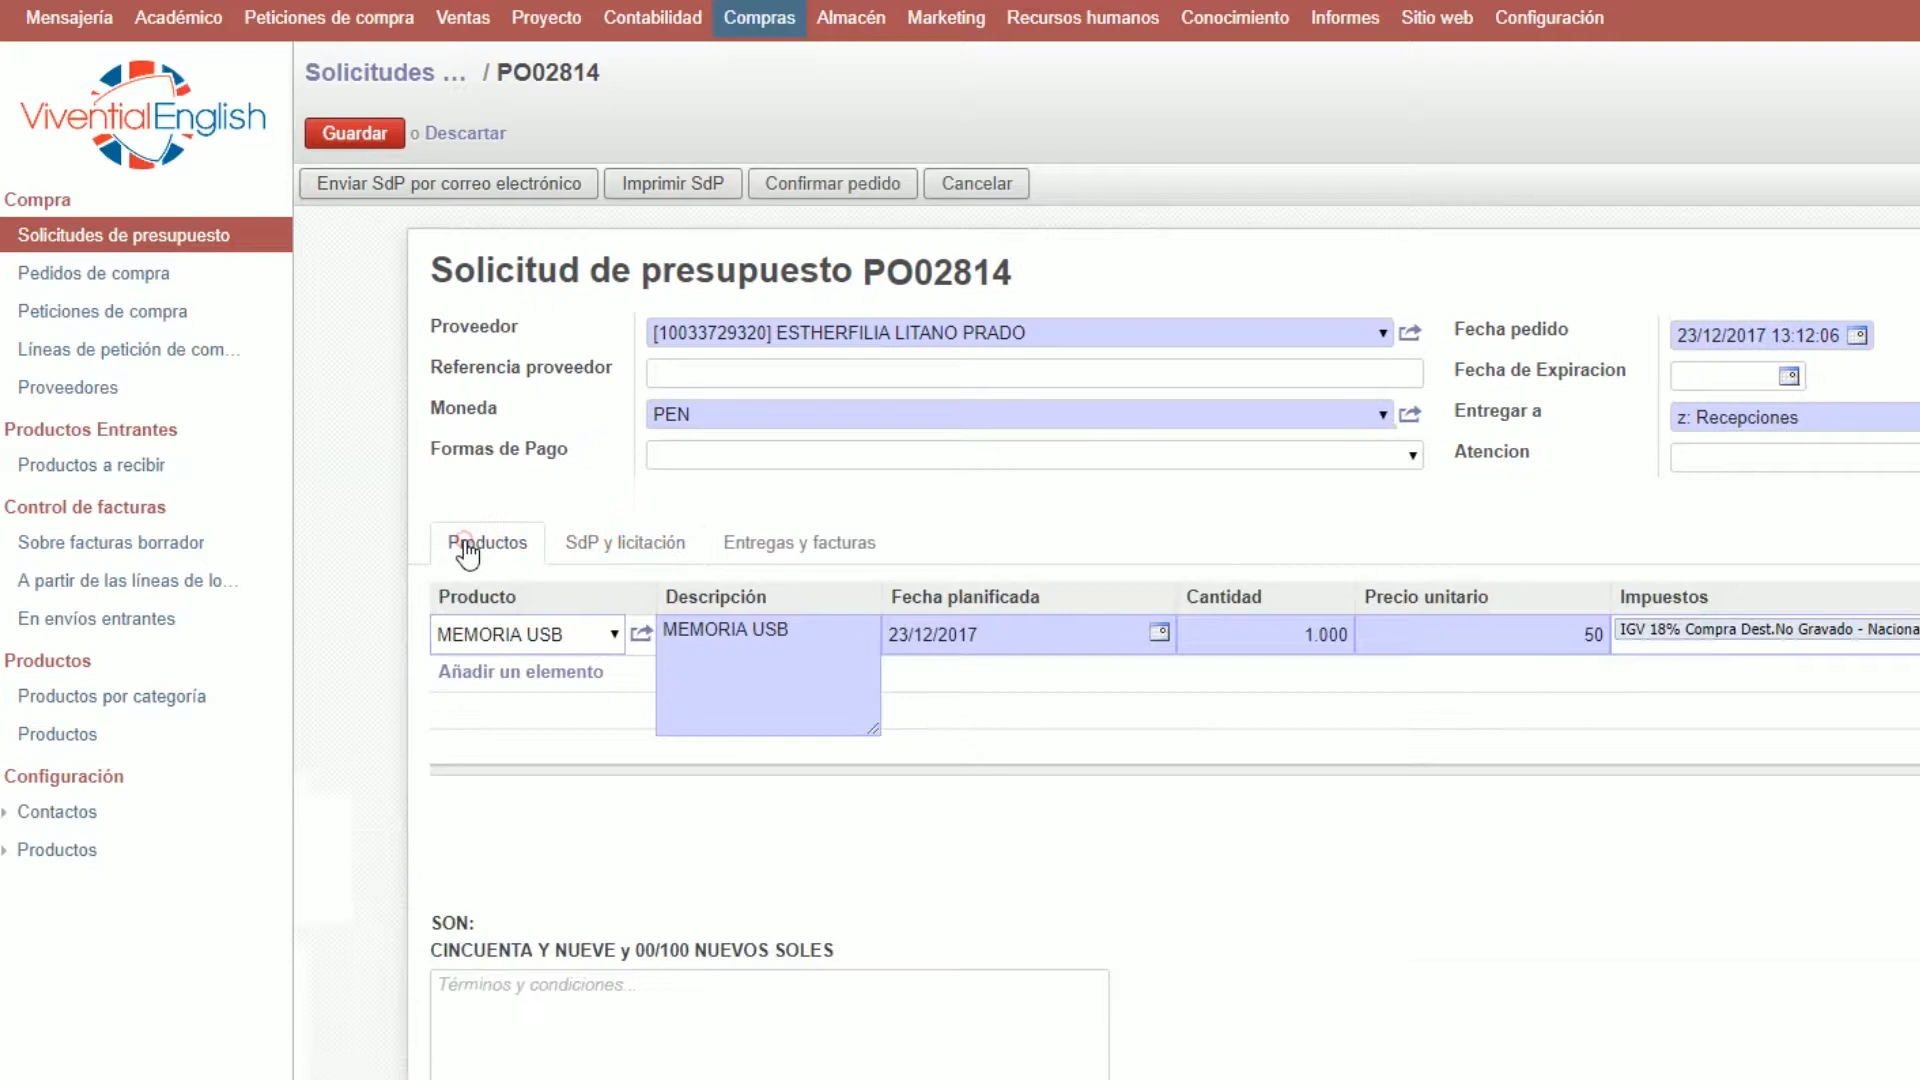 Mensajería Académico Peticiones de compra Ventas Proyecto Contabilidad Compras Almacén Marketing Recursos humanos Conocimiento Informes Sitio web Configuración
ViventialEnglish
Solicitudes ... / PO02814
Guardar o Descartar
Enviar SdP por correo electrónico Imprimir SdP Confirmar pedido Cancelar
Compra
Solicitudes de presupuesto
Pedidos de compra
Peticiones de compra
Líneas de petición de com...
Proveedores
Productos Entrantes
Productos a recibir
Control de facturas
Sobre facturas borrador
A partir de las líneas de lo...
En envíos entrantes
Productos
Productos por categoría
Productos
Configuración
Contactos
Productos
Solicitud de presupuesto PO02814
Proveedor [10033729320] ESTHERFILIA LITANO PRADO
Referencia proveedor
Moneda PEN
Formas de Pago
Fecha pedido 23/12/2017 13:12:06
Fecha de Expiracion
Entregar a z: Recepciones
Atencion
Productos SdP y licitación Entregas y facturas
Producto Descripción Fecha planificada Cantidad Precio unitario Impuestos
MEMORIA USB MEMORIA USB 23/12/2017 1.000 50 IGV 18% Compra Dest.No Gravado - Naciona
Añadir un elemento
SON:
CINCUENTA Y NUEVE y 00/100 NUEVOS SOLES
Términos y condiciones...